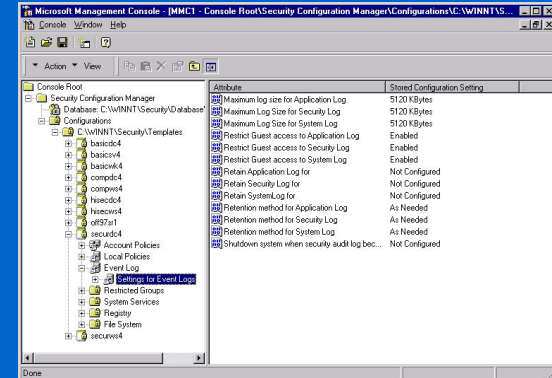 Microsoft Management Console - [MMC1 - Console Root\Security Configuration Manager\Configurations\C:\WINNT\S...
Console Window Help
Action View
Console Root
Security Configuration Manager
Database: C:\WINNT\Security\Database'
Configurations
C:\WINNT\Security\Templates
basicdc4
basicsv4
basicwk4
compdc4
compws4
hisecdc4
hisecws4
off97sr1
securdc4
Account Policies
Local Policies
Event Log
Settings for Event Logs
Restricted Groups
System Services
Registry
File System
securws4
Attribute Stored Configuration Setting
Maximum log size for Application Log 5120 KBytes
Maximum Log Size for Security Log 5120 KBytes
Maximum Log Size for System Log 5120 KBytes
Restrict Guest access to Application Log Enabled
Restrict Guest access to Security Log Enabled
Restrict Guest access to System Log Enabled
Retain Application Log for Not Configured
Retain Security Log for Not Configured
Retain SystemLog for Not Configured
Retention method for Application Log As Needed
Retention method for Security Log As Needed
Retention method for System Log As Needed
Shutdown system when security audit log bec... Not Configured
Done